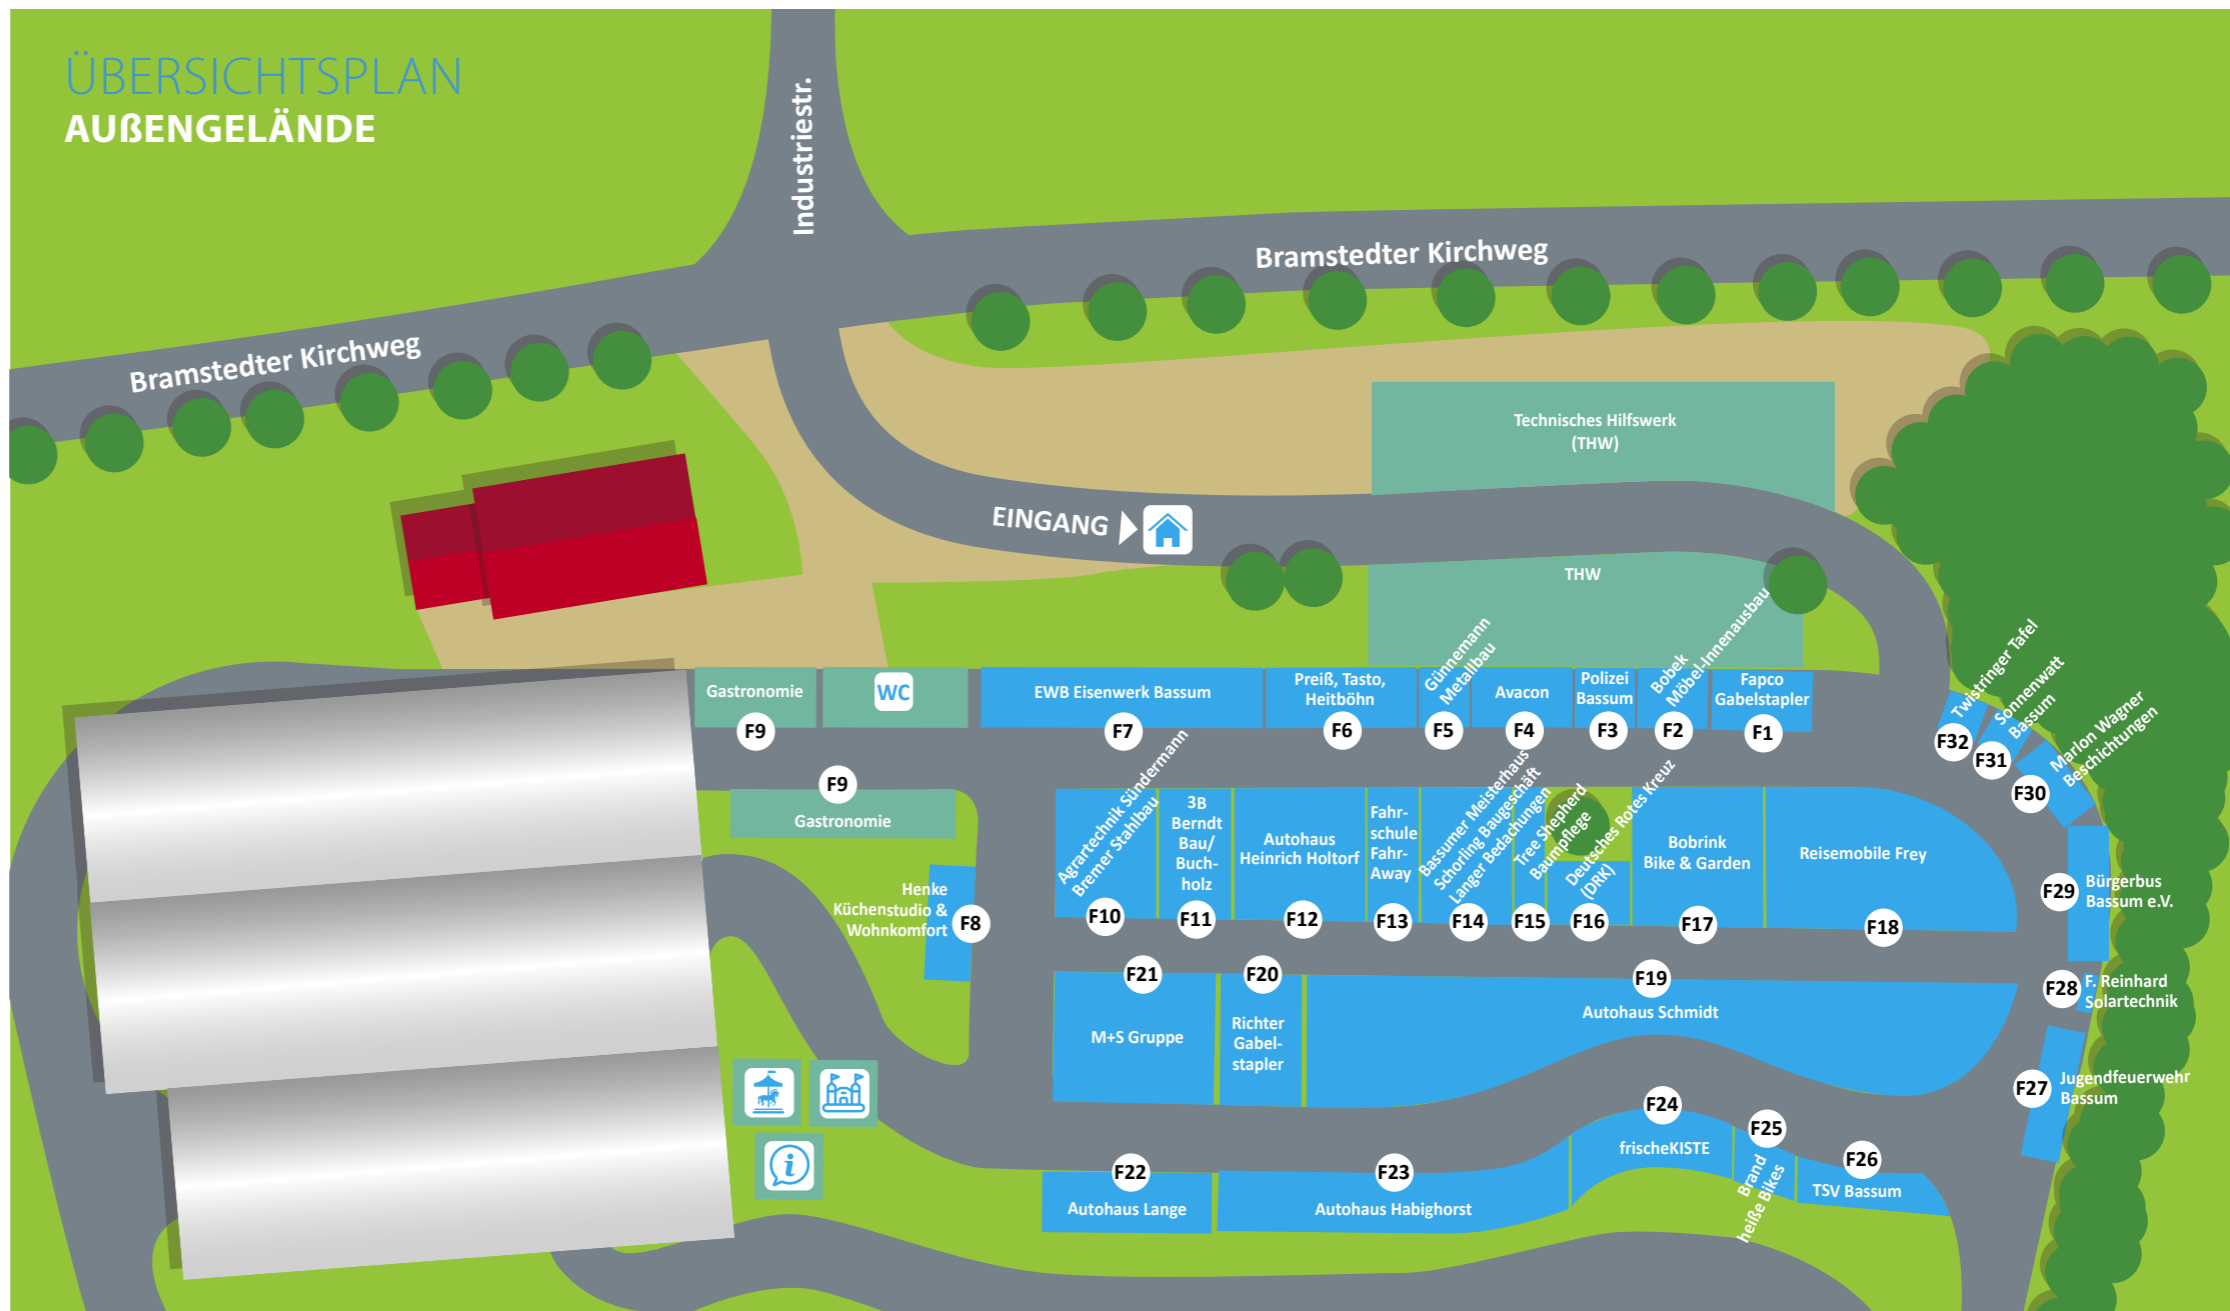 ÜBERSICHTSPLAN
AUßENGELÄNDE
Industriestr.
Bramstedter Kirchweg
Bramstedter Kirchweg
Technisches Hilfswerk
(THW)
EINGANG
THW
Gastronomie
F9
WC
EWB Eisenwerk Bassum
F7
Preiß, Tasto,
Heitböhn
F6
Günnemann
Metallbau
F5
Avacon
F4
Polizei
Bassum
F3
Bobek
Möbel-Innenausbau
F2
Fapco
Gabelstapler
F1
Twistringer Tafel
F32
Sonnenwatt
Bassum
F31
Marlon Wagner
Beschichtungen
F30
F9
Gastronomie
Henke
Küchenstudio &
Wohnkomfort
F8
Agrartechnik Sündermann
Bremer Stahlbau
F10
3B
Berndt
Bau/
Buch-
holz
F11
Autohaus
Heinrich Holtorf
F12
Fahr-
schule
Fahr-
Away
F13
Bassumer Meisterhaus
Schorling Baugeschäft
Langer Bedachungen
F14
Tree Shepherd
Baumpflege
F15
Deutsches Rotes Kreuz
(DRK)
F16
Bobrink
Bike & Garden
F17
Reisemobile Frey
F18
F29
Bürgerbus
Bassum e.V.
F28
F. Reinhard
Solartechnik
F21
M+S Gruppe
F20
Richter
Gabel-
stapler
F19
Autohaus Schmidt
F27
Jugendfeuerwehr
Bassum
i
F22
Autohaus Lange
F23
Autohaus Habighorst
F24
frischeKISTE
F25
Brand
heiße Bikes
F26
TSV Bassum